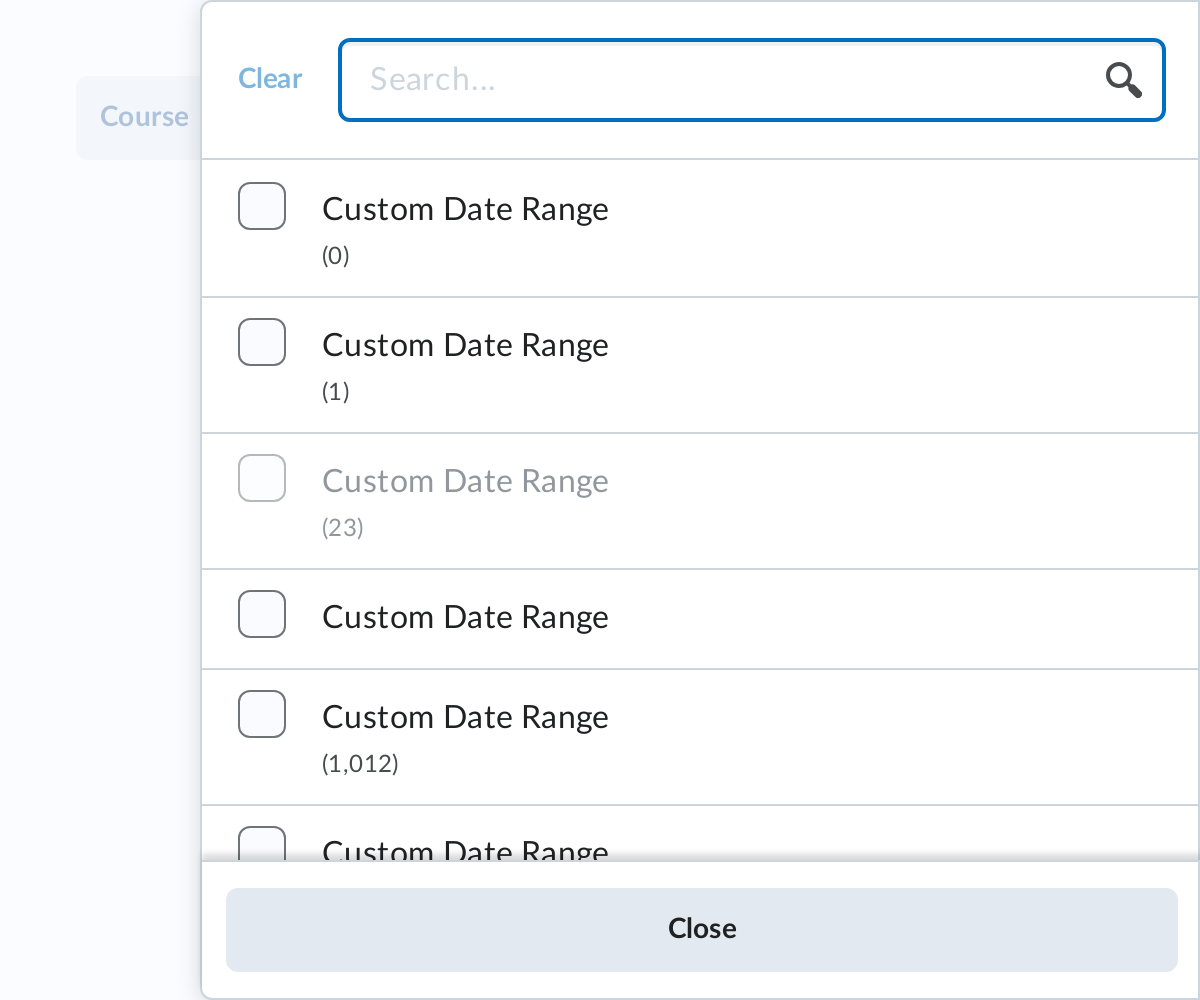 Clear
Search...
Course
Custom Date Range
(0)
Custom Date Range
(1)
Custom Date Range
(23)
Custom Date Range
Custom Date Range
(1,012)
Custom Date Range
Close